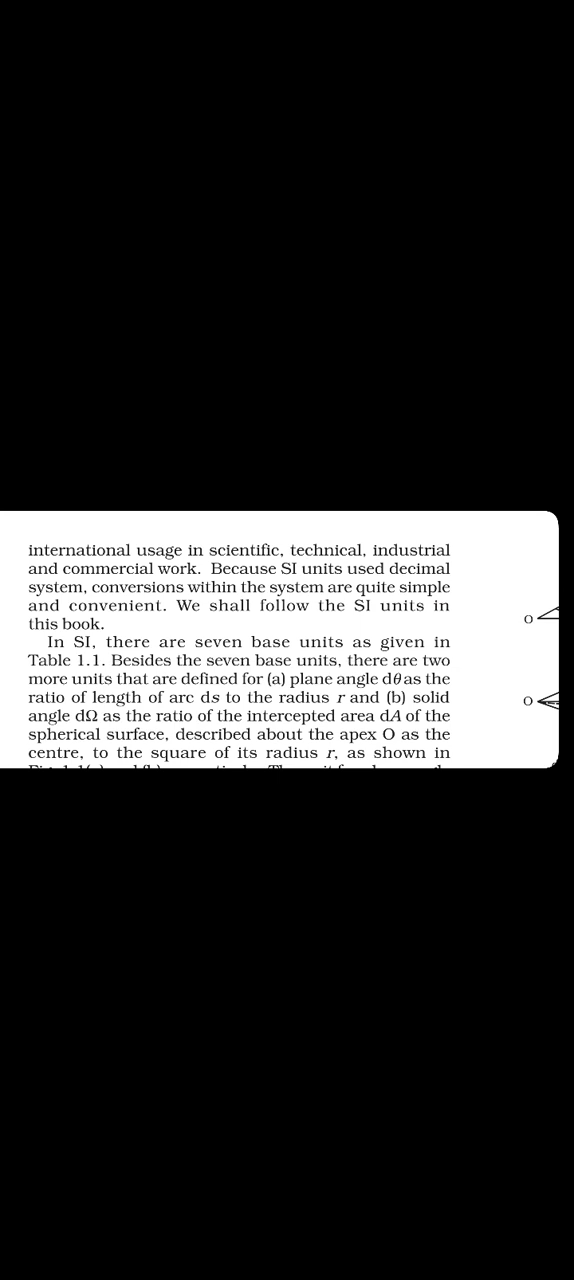 international usage in scientific, technical, industrial
and commercial work.  Because SI units used decimal
system, conversions within the system are quite simple
and convenient. We shall follow the SI units in
this book.
In SI, there are seven base units as given in
Table 1.1. Besides the seven base units, there are two
more units that are defined for (a) plane angle dθ as the
ratio of length of arc ds to the radius r and (b) solid
angle dΩ as the ratio of the intercepted area dA of the
spherical surface, described about the apex O as the
centre, to the square of its radius r, as shown in
O
O